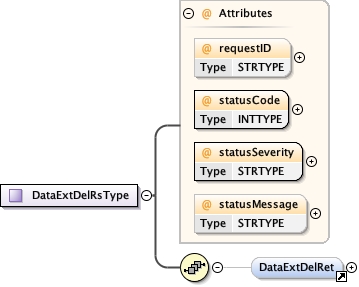 @ Attributes
@ requestID
Type STRTYPE
@ statusCode
Type INTTYPE
@ statusSeverity
Type STRTYPE
DataExtDelRsType
@ statusMessage
Type STRTYPE
DataExtDelRet